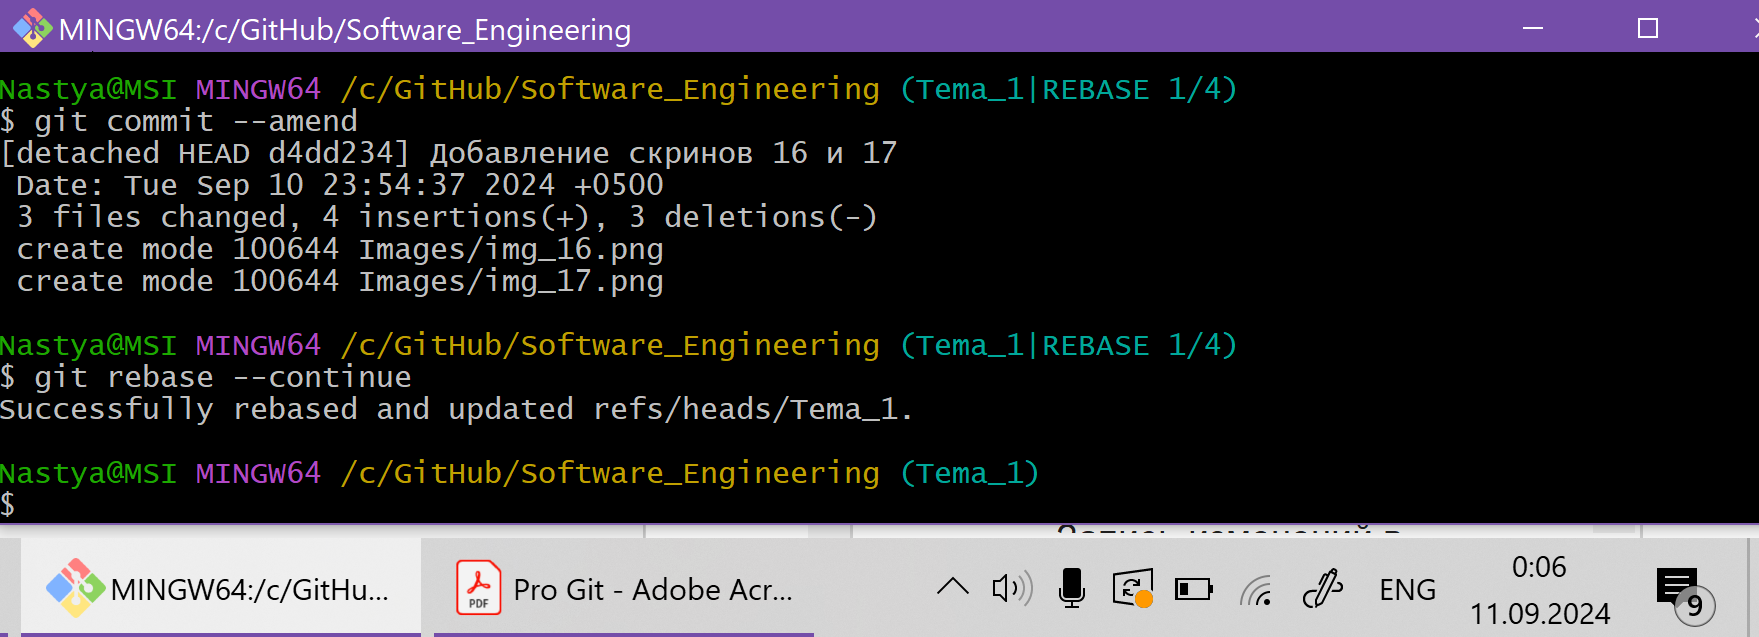 MINGW64:/c/GitHub/Software_Engineering
Nastya@MSI MINGW64 /c/GitHub/Software_Engineering (Tema_1|REBASE 1/4)
$ git commit --amend
[detached HEAD d4dd234] Добавление скринов 16 и 17
 Date: Tue Sep 10 23:54:37 2024 +0500
 3 files changed, 4 insertions(+), 3 deletions(-)
 create mode 100644 Images/img_16.png
 create mode 100644 Images/img_17.png
Nastya@MSI MINGW64 /c/GitHub/Software_Engineering (Tema_1|REBASE 1/4)
$ git rebase --continue
Successfully rebased and updated refs/heads/Tema_1.
Nastya@MSI MINGW64 /c/GitHub/Software_Engineering (Tema_1)
$
Запись изменений в
MINGW64:/c/GitHu...
PDF
Pro Git - Adobe Acr...
ENG
0:06
11.09.2024
9